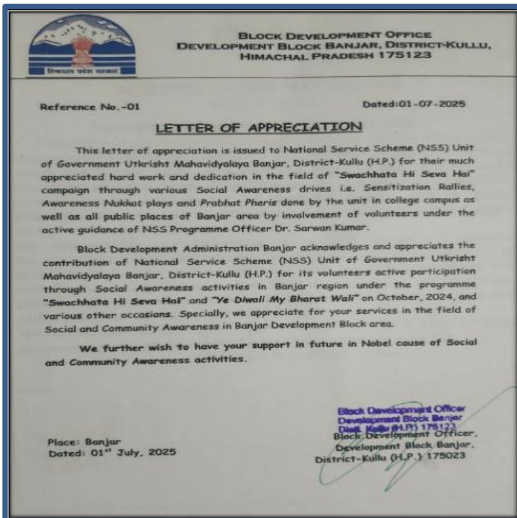 हिमाचल प्रदेश सरकार
BLOCK DEVELOPMENT OFFICE
DEVELOPMENT BLOCK BANJAR, DISTRICT-KULLU,
HIMACHAL PRADESH 175123
Reference No.-01 Dated:01-07-2025
LETTER OF APPRECIATION
This letter of appreciation is issued to National Service Scheme (NSS) Unit
of Government Utkrisht Mahavidyalaya Banjar, District-Kullu (H.P.) for their much
appreciated hard work and dedication in the field of "Swachhata Hi Seva Hai"
campaign through various Social Awareness drives i.e. Sensitization Rallies,
Awareness Nukkat plays and Prabhat Pheris done by the unit in college campus as
well as all public places of Banjar area by involvement of volunteers under the
active guidance of NSS Programme Officer Dr. Sarwan Kumar.
Block Development Administration Banjar acknowledges and appreciates the
contribution of National Service Scheme (NSS) Unit of Government Utkrisht
Mahavidyalaya Banjar, District-Kullu (H.P.) for its volunteers active participation
through Social Awareness activities in Banjar region under the programme
"Swachhata Hi Seva Hai" and "Ye Diwali My Bharat Wali" on October, 2024, and
various other occasions. Specially, we appreciate for your services in the field of
Social and Community Awareness in Banjar Development Block area.
We further wish to have your support in future in Nobel cause of Social
and Community Awareness activities.
Block Development Officer
Development Block Banjar
Distt. Kullu (H.P.) 175123
Place: Banjar
Dated: 01st July, 2025
Block Development Officer,
Development Block Banjar,
District-Kullu (H.P.) 175023